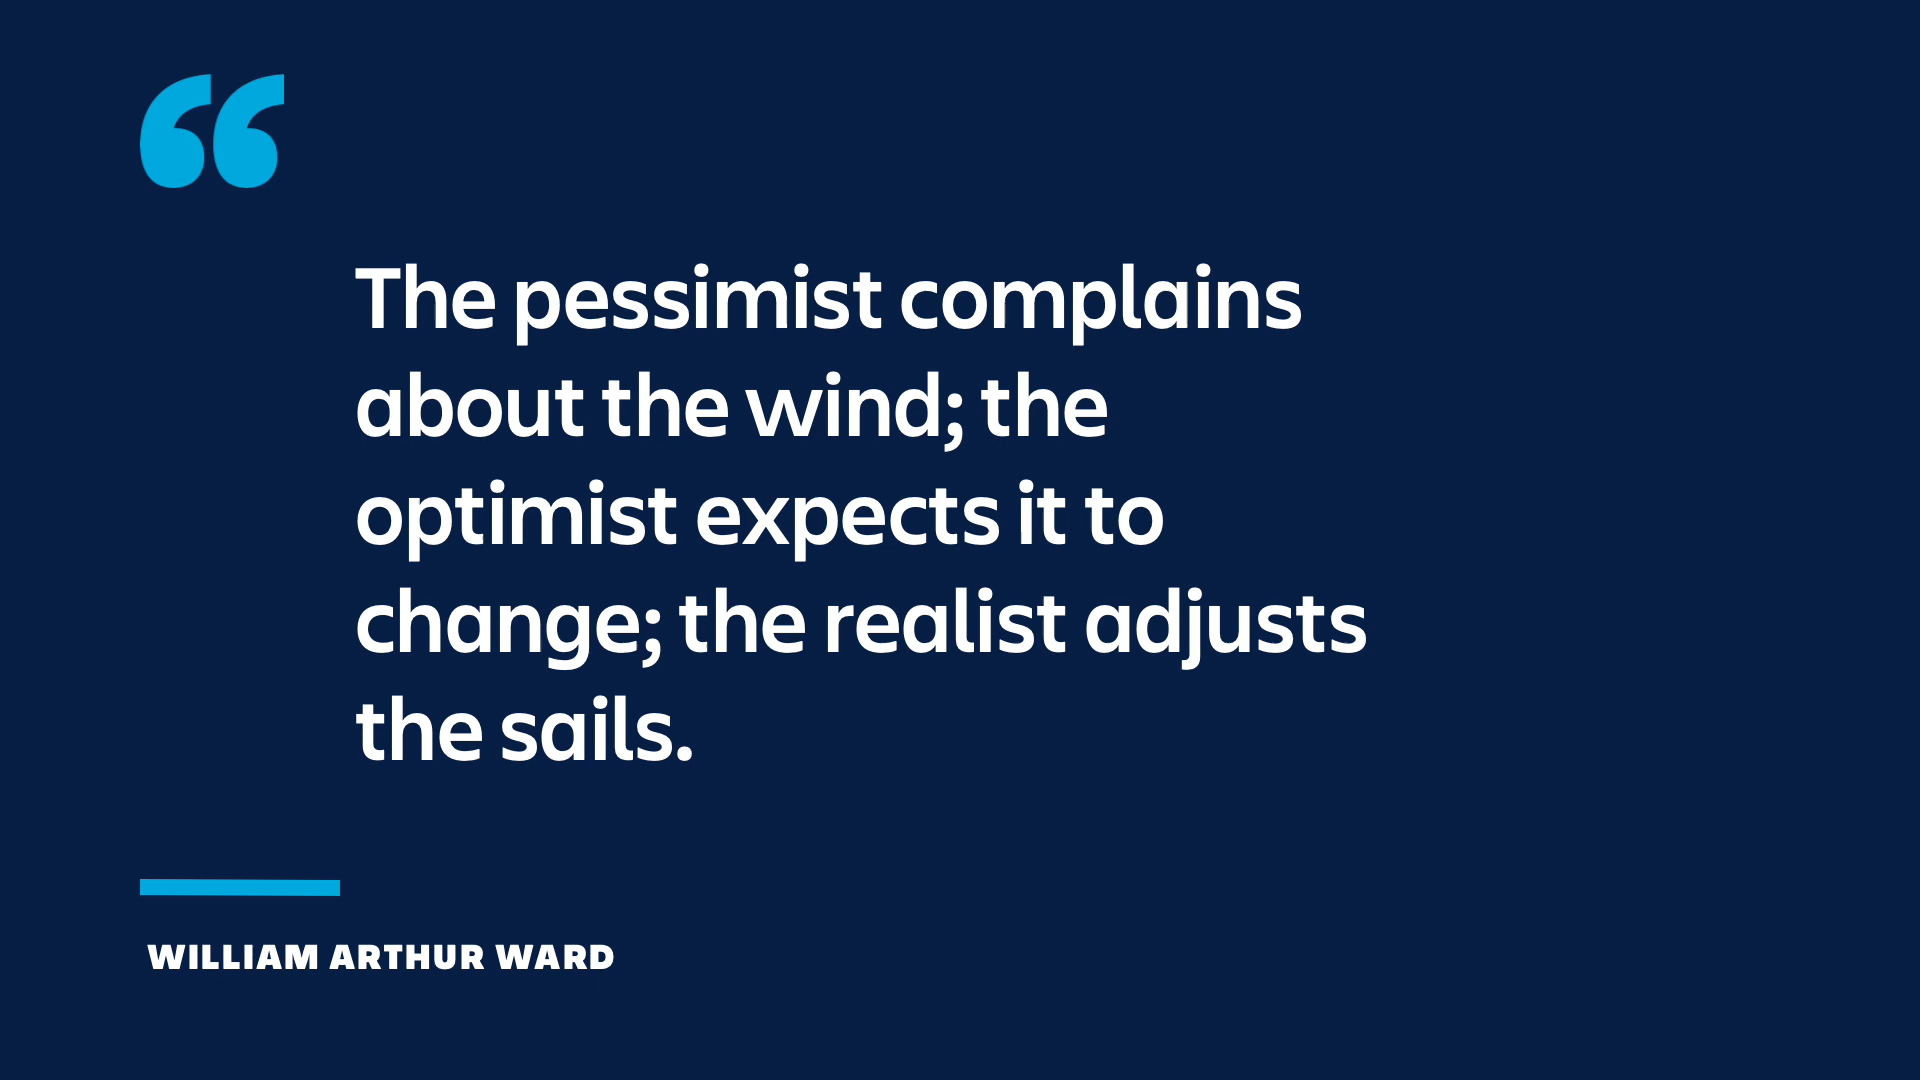 “
The pessimist complains
about the wind; the
optimist expects it to
change; the realist adjusts
the sails.
WILLIAM ARTHUR WARD